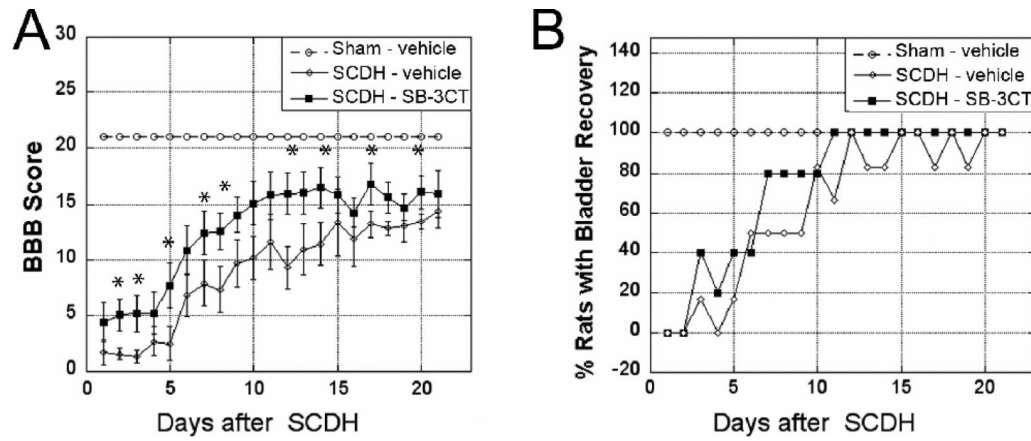 A
BBB Score
30
25
20
15
10
5
0
Sham - vehicle
SCDH - vehicle
SCDH - SB-3CT
* * * * * * * * *
0 5 10 15 20
Days after SCDH
B
% Rats with Bladder Recovery
140
120
100
80
60
40
20
0
-20
Sham - vehicle
SCDH - vehicle
SCDH - SB-3CT
0 5 10 15 20
Days after SCDH